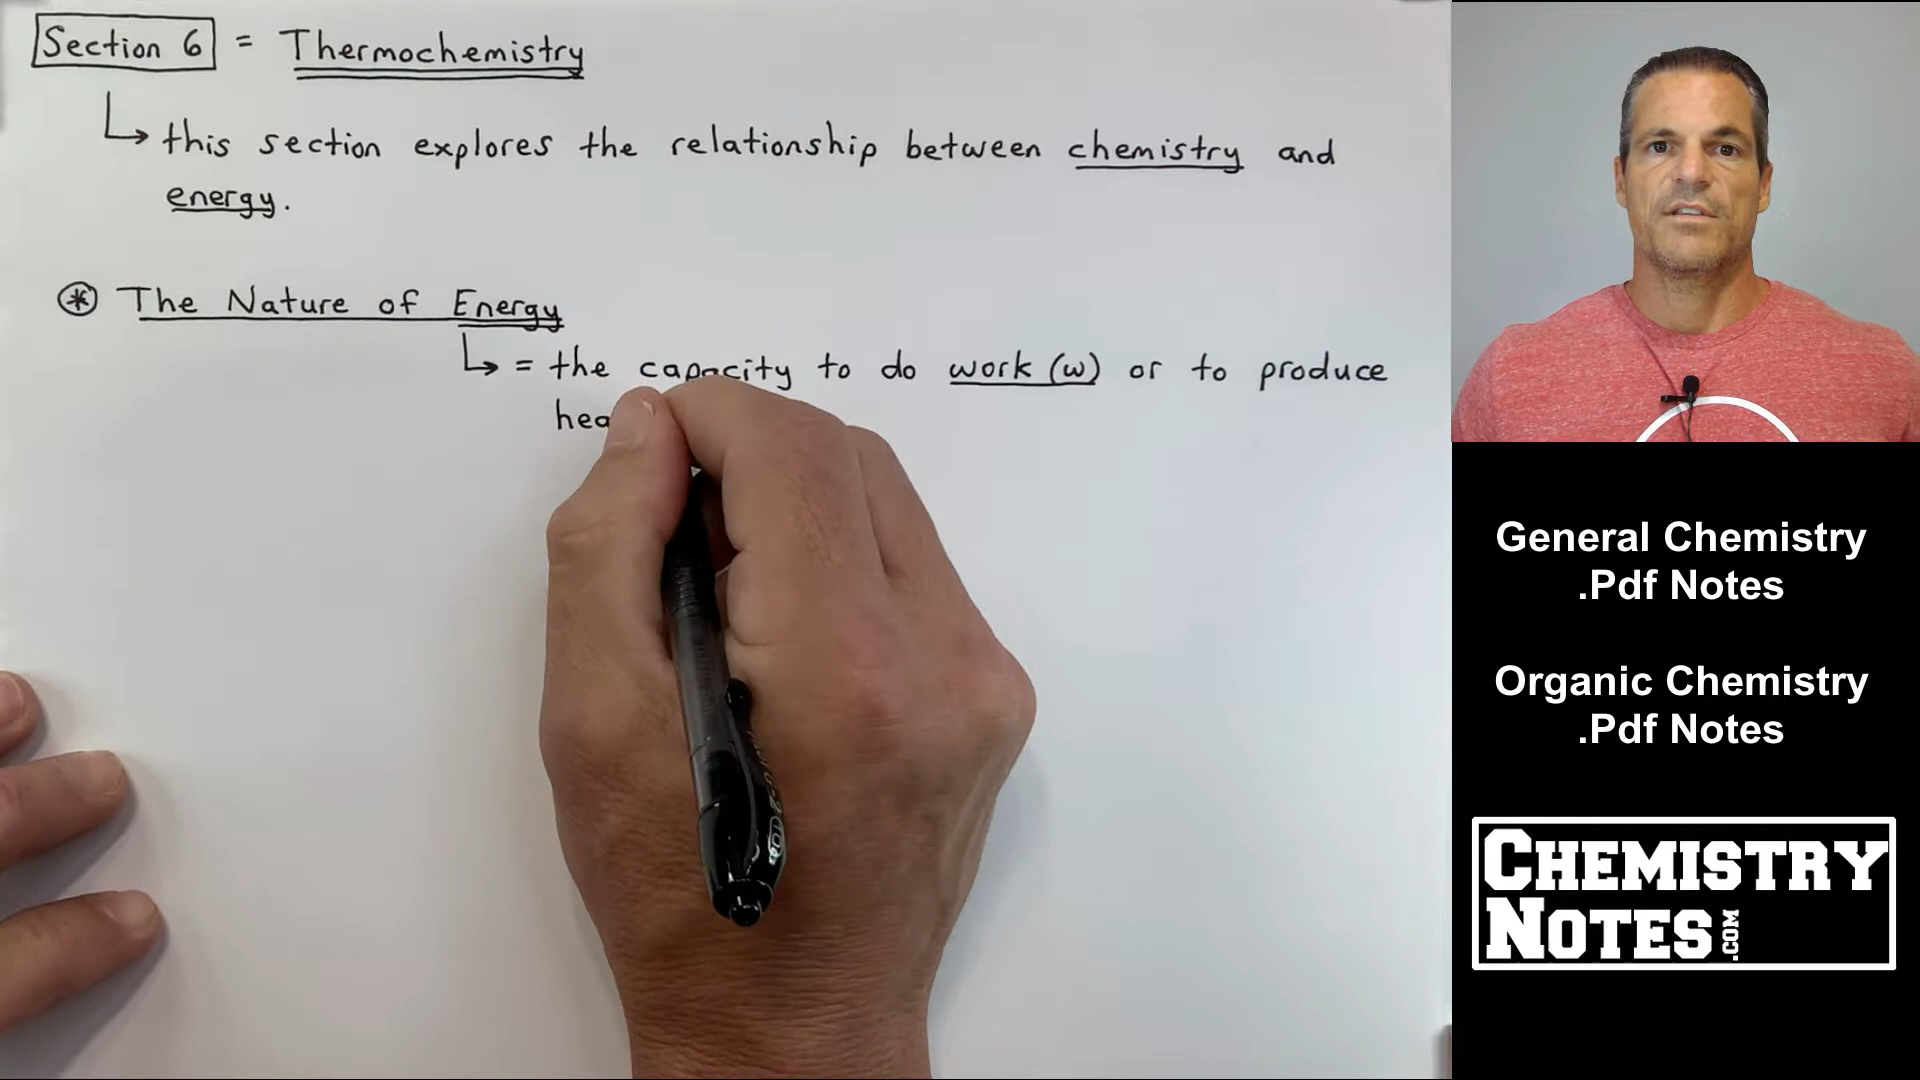 Section 6 = Thermochemistry
↳ this section explores the relationship between chemistry and
energy.
⊛ The Nature of Energy
↳ = the capacity to do work (w) or to produce
hea
General Chemistry
.Pdf Notes
Organic Chemistry
.Pdf Notes
CHEMISTRY
NOTES.COM